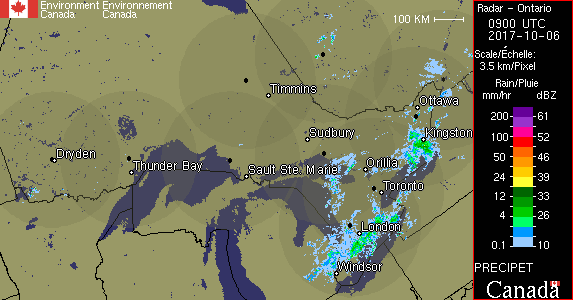 Environment Environnement
Canada Canada
100 KM
Timmins
Ottawa
Sudbury
Kingston
Dryden
Thunder Bay
Sault Ste. Marie
Orillia
Toronto
London
Windsor
Radar - Ontario
0900 UTC
2017-10-06
Scale/Échelle:
3.5 km/Pixel
Rain/Pluie
mm/hr dBZ
200 61
100 52
50 46
24 39
12 33
4 26
0.1 10
PRECIPET
Canada